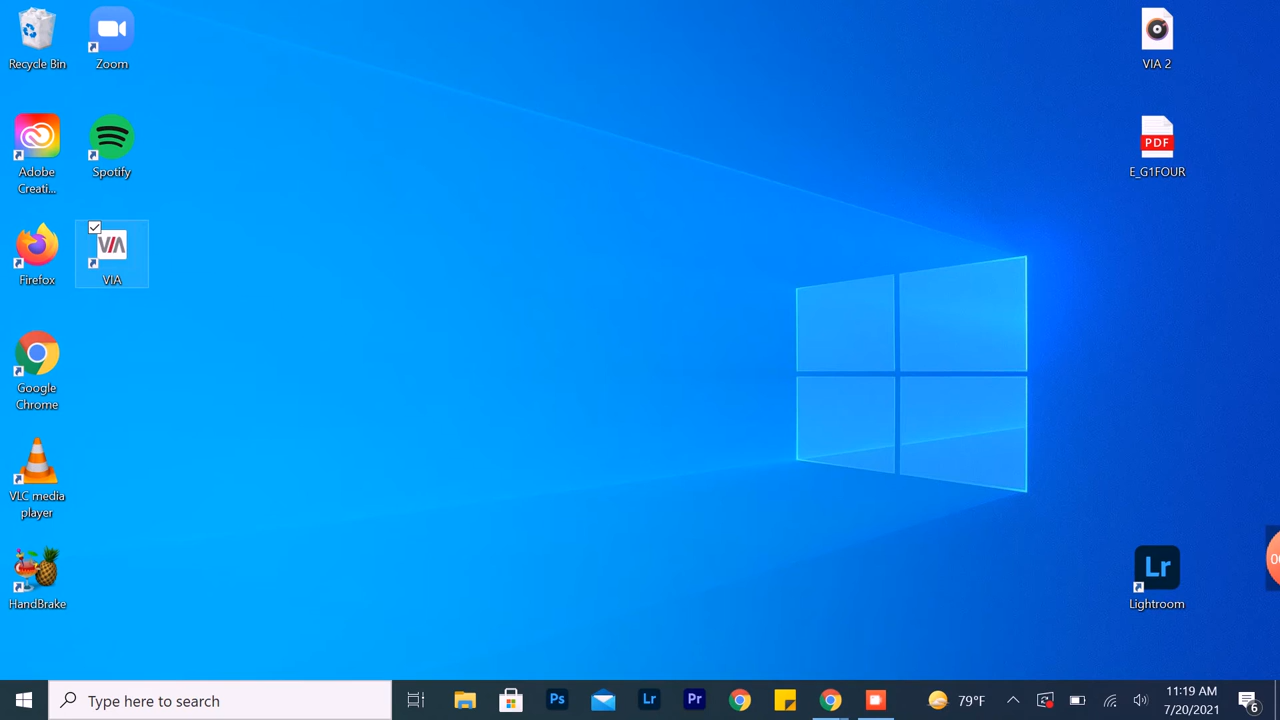 Recycle Bin
Zoom
VIA 2
Adobe
Creati...
Spotify
PDF
E_G1FOUR
Firefox
VIA
VIA
Google
Chrome
VLC media
player
HandBrake
Lr
Lightroom
Type here to search
Ps
Lr
Pr
79°F
11:19 AM
7/20/2021
6